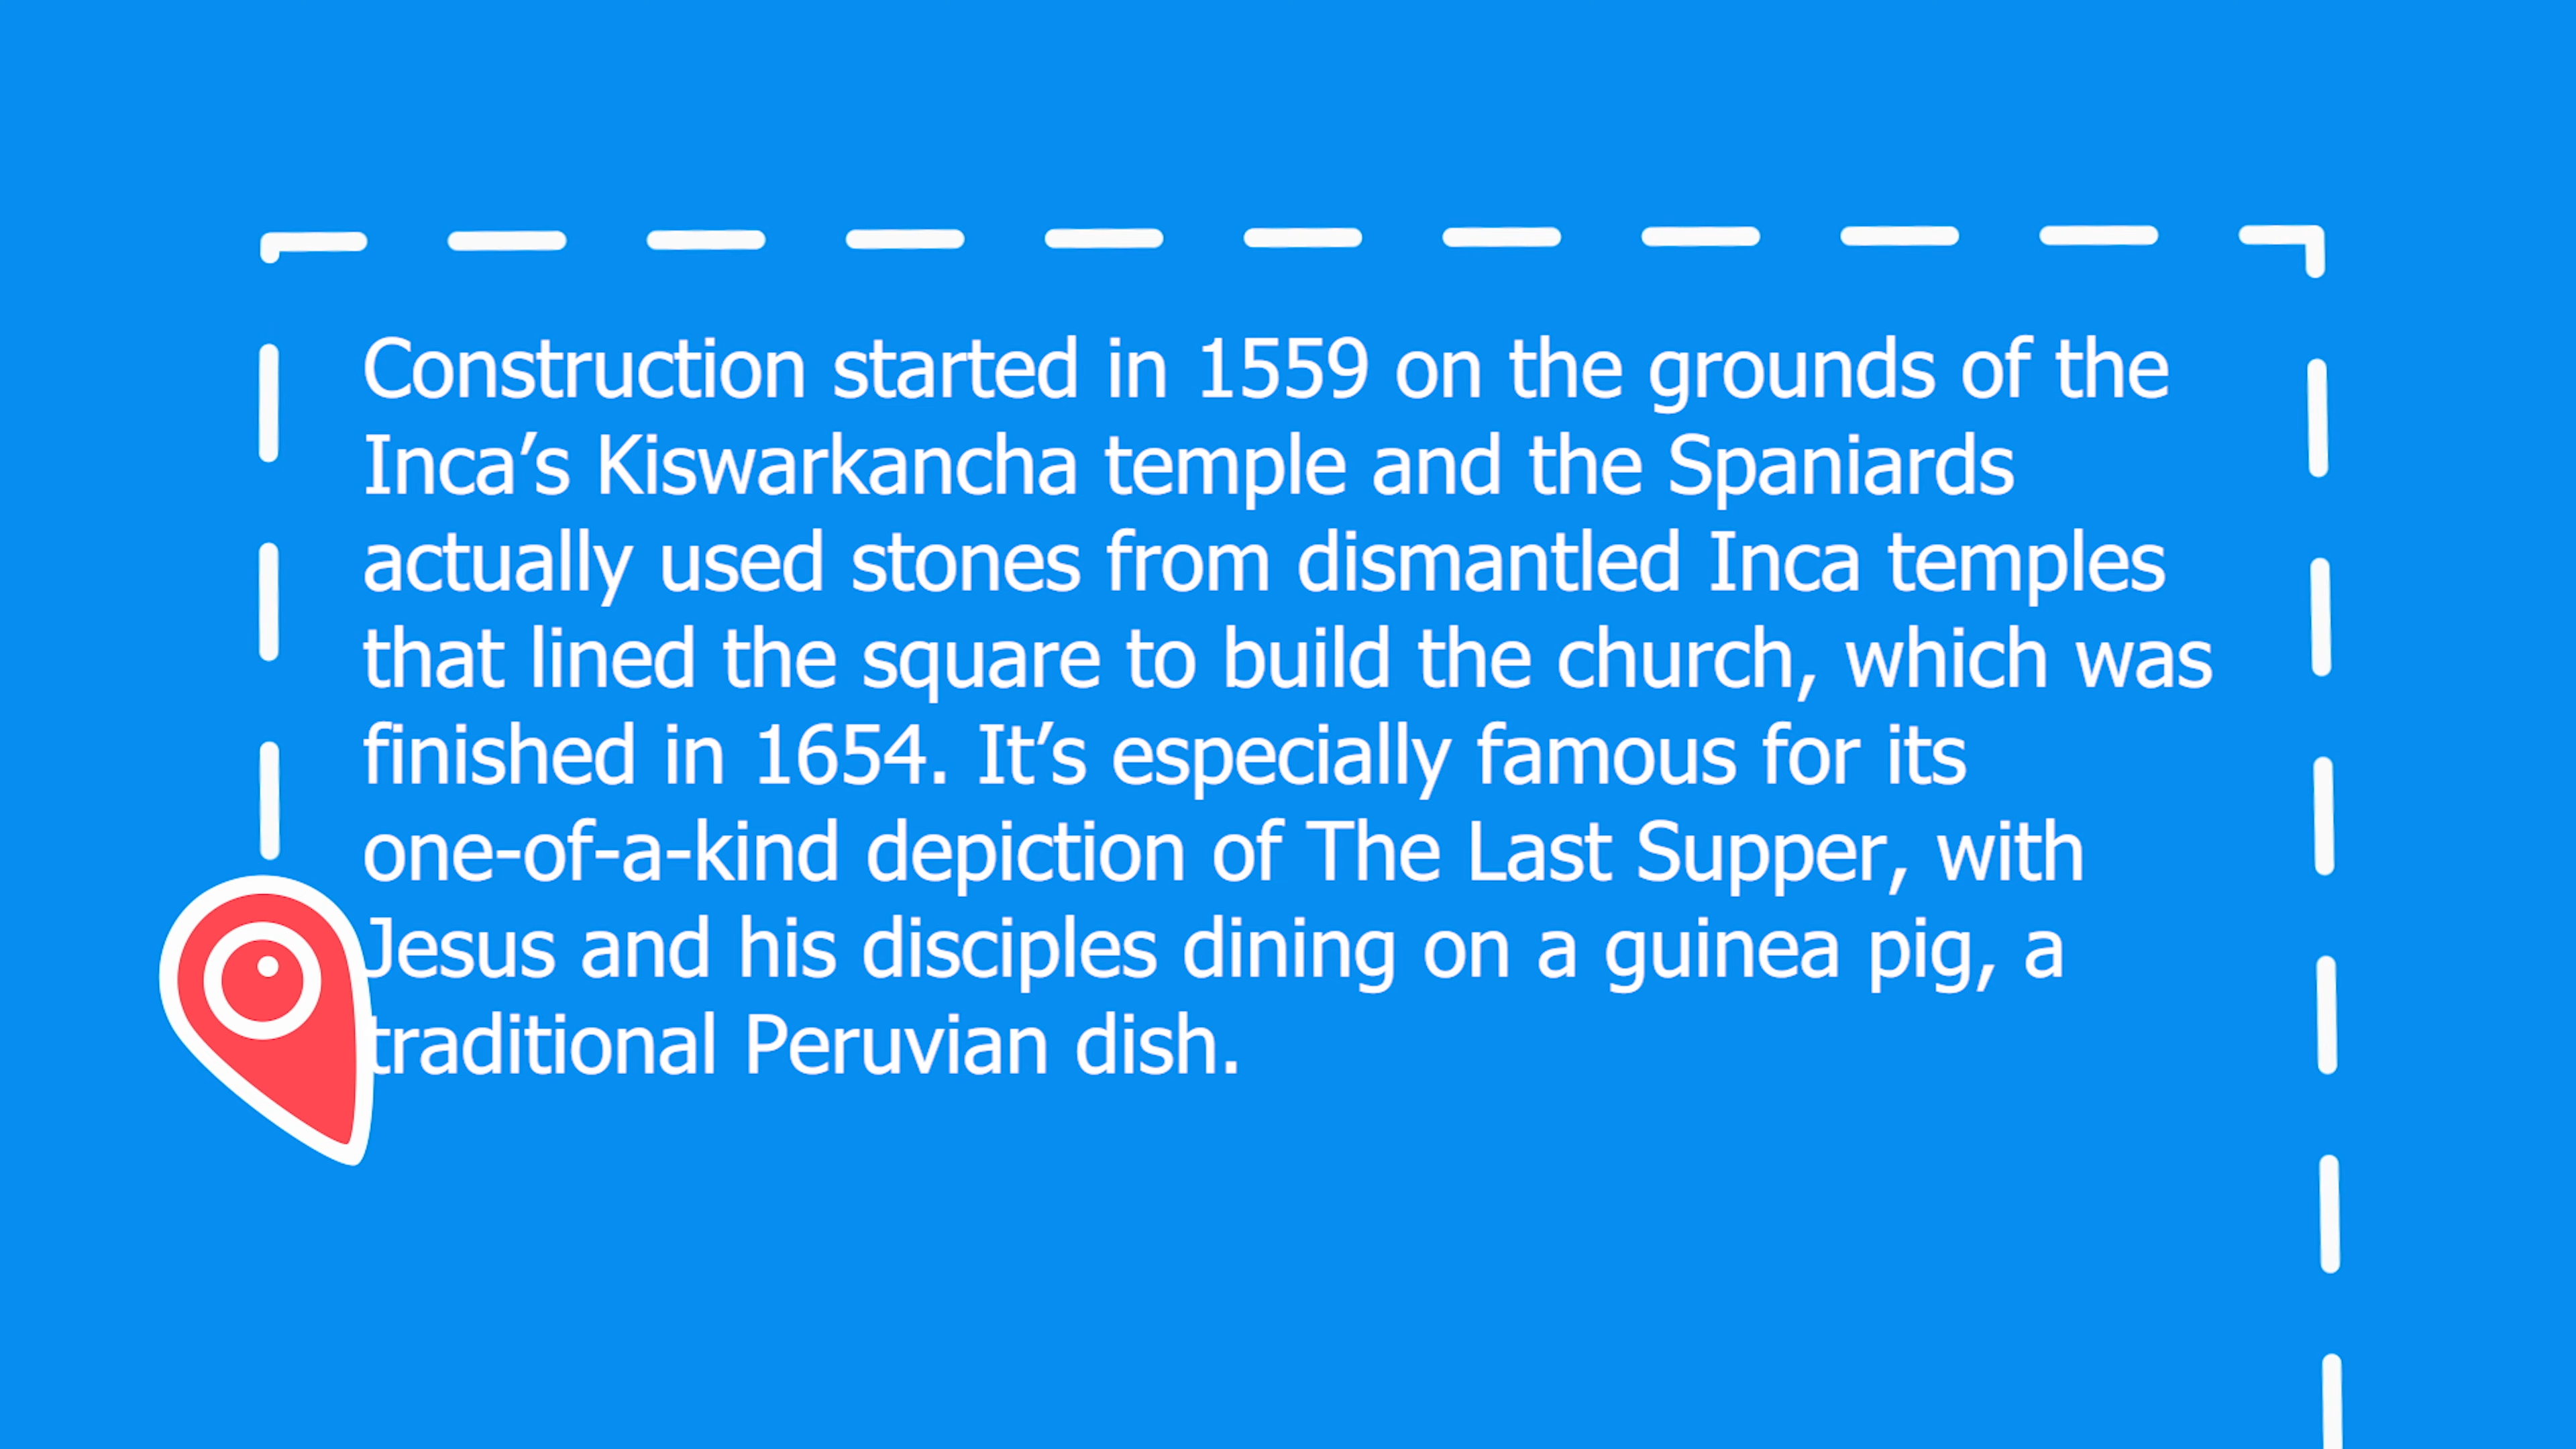 Construction started in 1559 on the grounds of the
Inca’s Kiswarkancha temple and the Spaniards
actually used stones from dismantled Inca temples
that lined the square to build the church, which was
finished in 1654. It’s especially famous for its
one-of-a-kind depiction of The Last Supper, with
Jesus and his disciples dining on a guinea pig, a
traditional Peruvian dish.